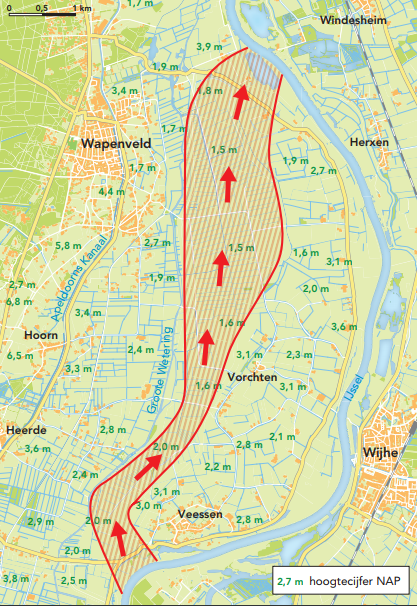 0 0,5 1 km
1,7 m
Windesheim
3,9 m
1,9 m
3,4 m
1,8 m
1,7 m
Wapenveld
Herxen
1,5 m
1,9 m
1,7 m
2,7 m
4,4 m
5,8 m
2,7 m
1,5 m
1,6 m
3,1 m
Apeldoorns Kanaal
1,9 m
2,7 m
2,0 m
6,8 m
3,4 m
1,6 m
3,6 m
Hoorn
Groote Wetering
2,4 m
6,5 m
3,1 m
2,3 m
3,3 m
Vorchten
1,6 m
3,1 m
IJssel
Heerde
2,8 m
2,1 m
3,6 m
2,0 m
2,8 m
Wijhe
2,4 m
2,2 m
3,1 m
3,0 m
2,9 m
2,0 m
Veessen
2,8 m
2,0 m
3,8 m
2,5 m
2,7 m hoogtecijfer NAP